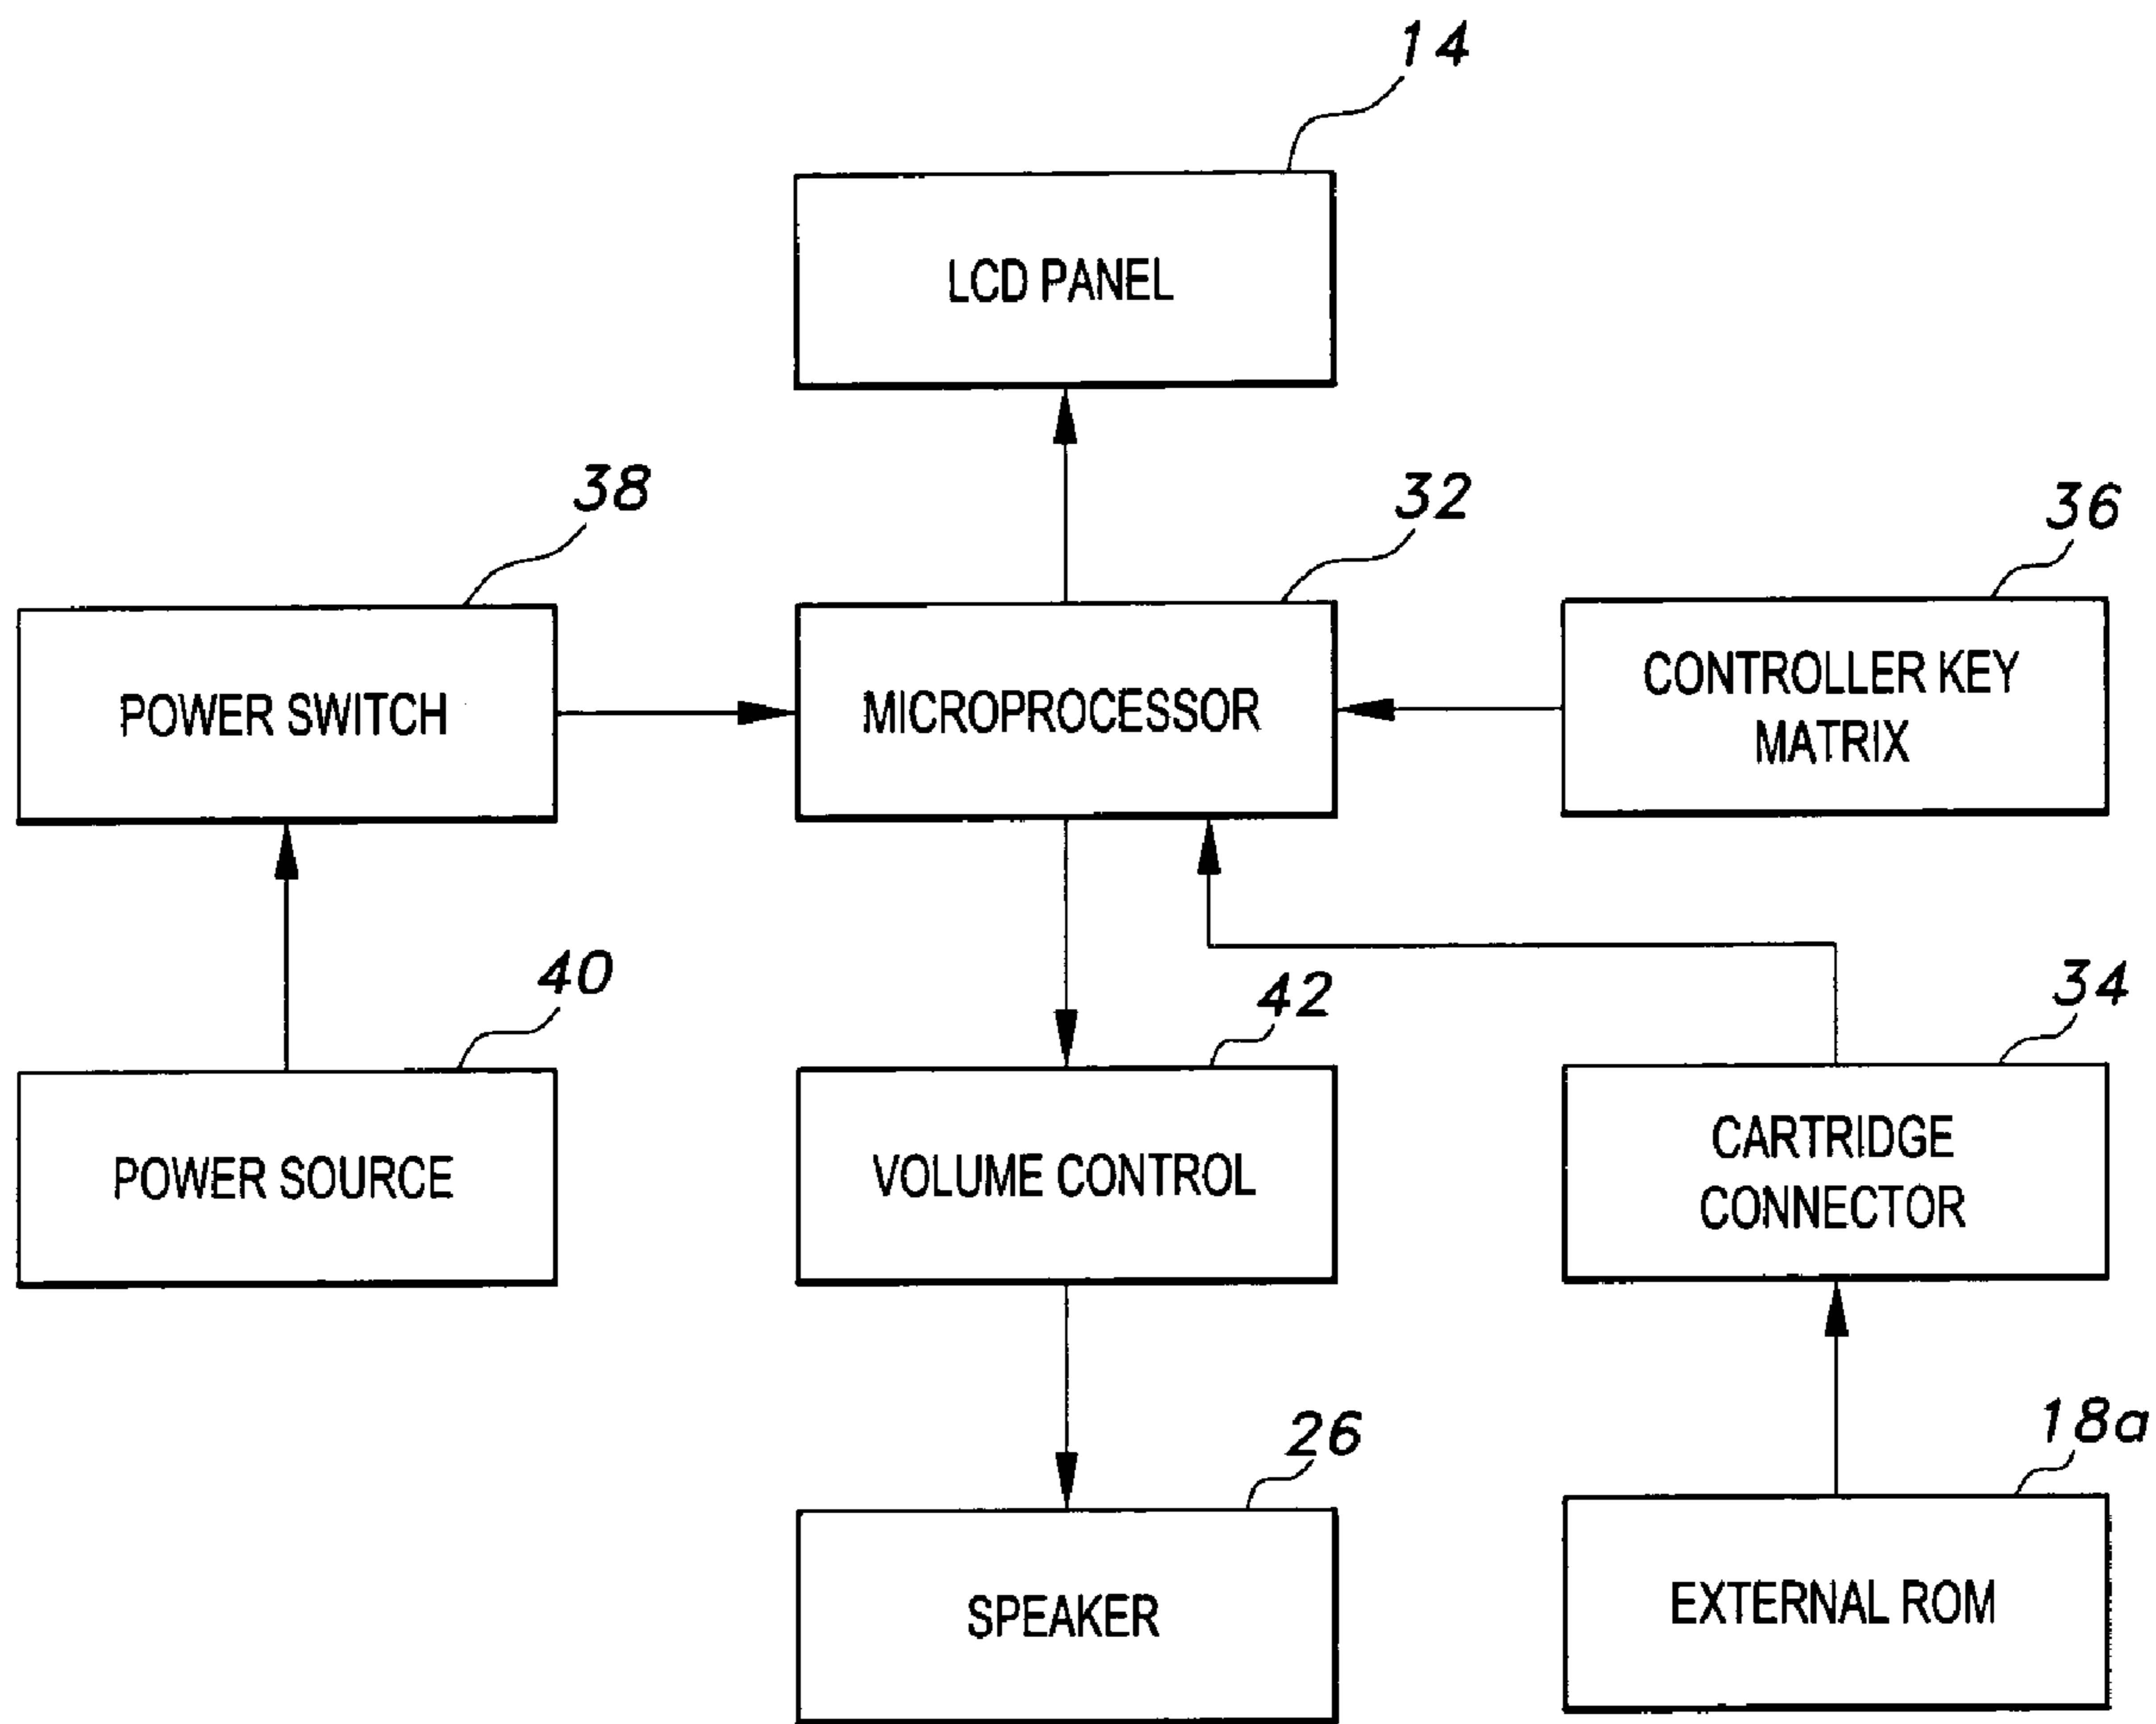 14
LCD PANEL
38
32
36
POWER SWITCH
MICROPROCESSOR
CONTROLLER KEY
MATRIX
40
42
34
POWER SOURCE
VOLUME CONTROL
CARTRIDGE
CONNECTOR
26
18a
SPEAKER
EXTERNAL ROM